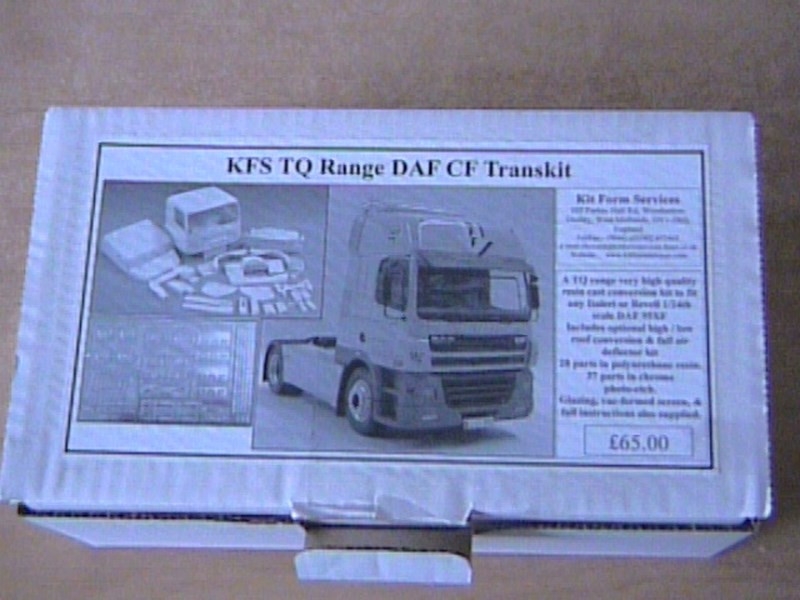 KFS TQ Range DAF CF Transkit
Kit Form Services
England
A TQ range very high quality
resin cast conversion kit to fit
any Italeri or Revell 1/24th
scale DAF 95XF
Includes optional high / low
roof conversion & full air
deflector kit
28 parts in polyurethane resin.
37 parts in chrome
photo-etch.
Glazing, vac-formed screen, &
full instructions also supplied.
£65.00